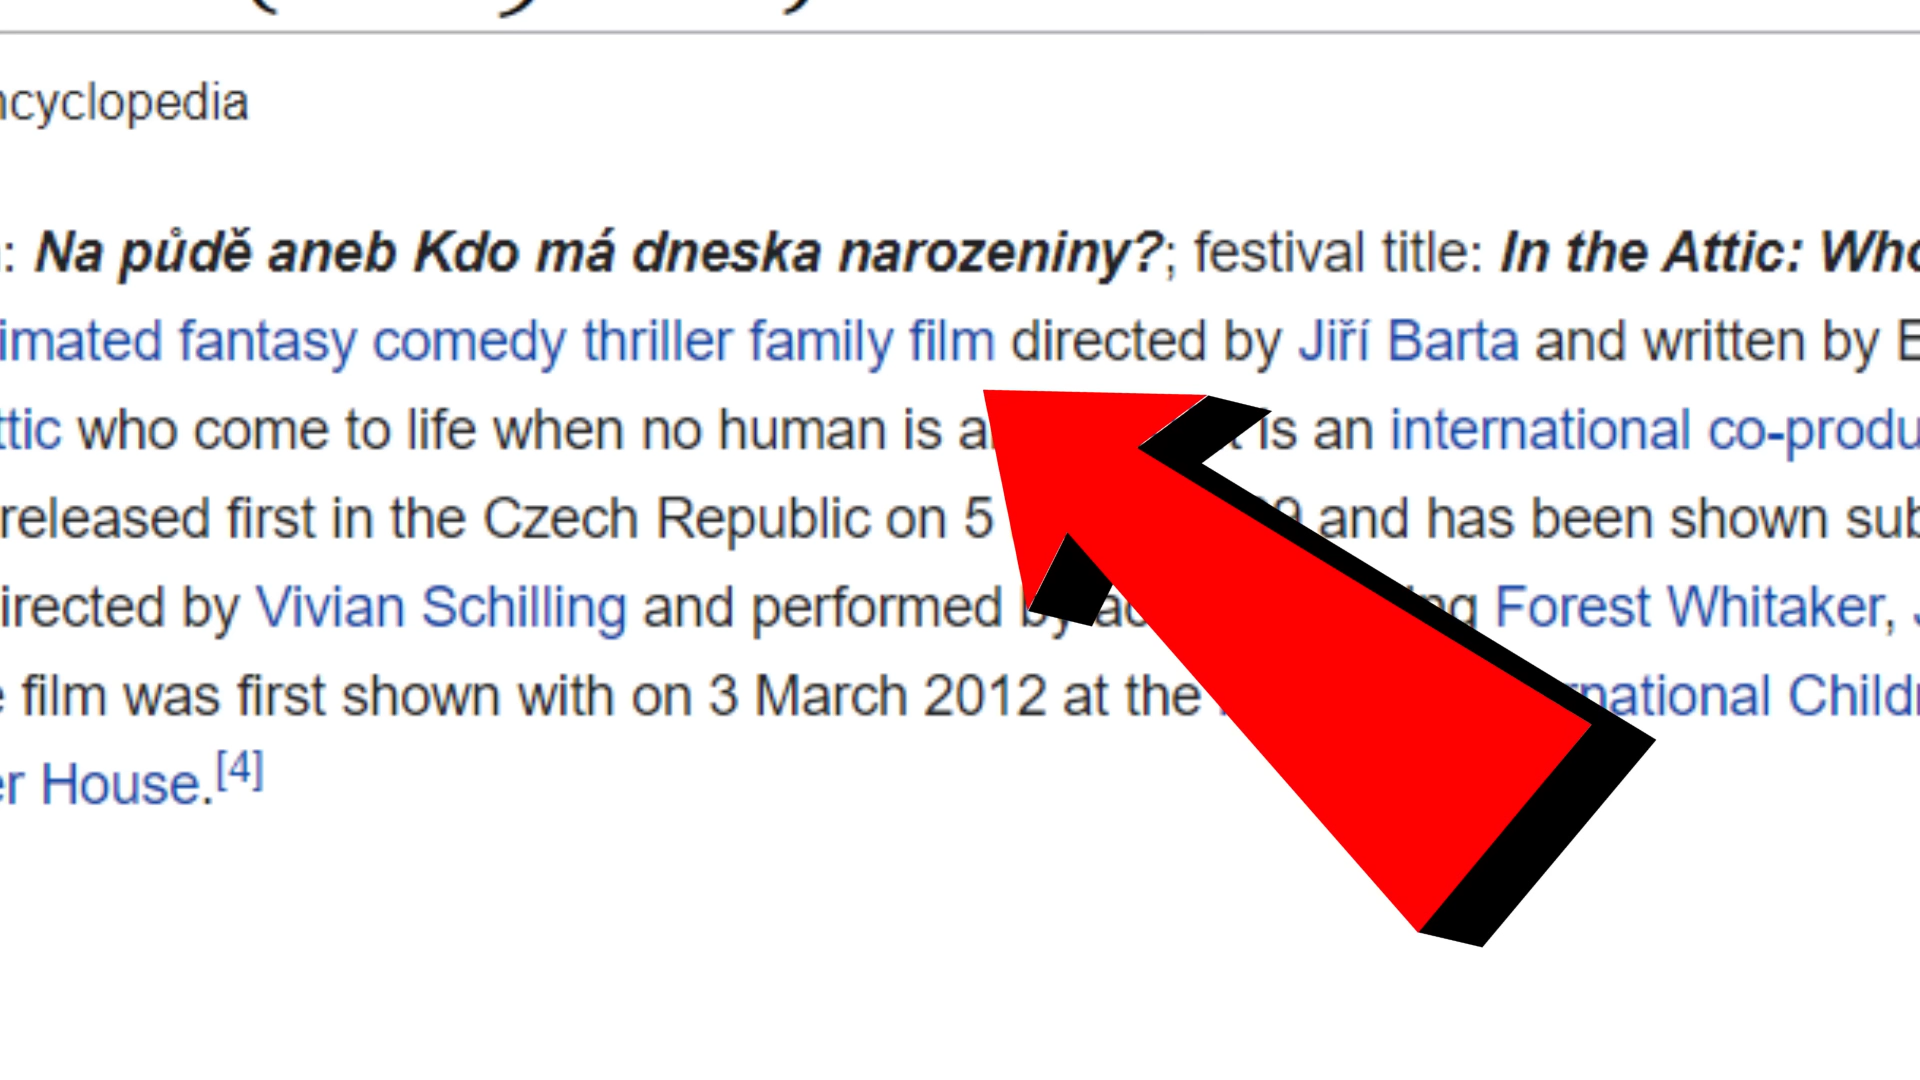 ncyclopedia
: Na půdě aneb Kdo má dneska narozeniny?; festival title: In the Attic: Who
imated fantasy comedy thriller family film directed by Jiří Barta and written by E
ttic who come to life when no human is is an international co-produ
released first in the Czech Republic on 5 and has been shown sub
irected by Vivian Schilling and performed by Forest Whitaker, J
film was first shown with on 3 March 2012 at the national Childr
er House.[4]